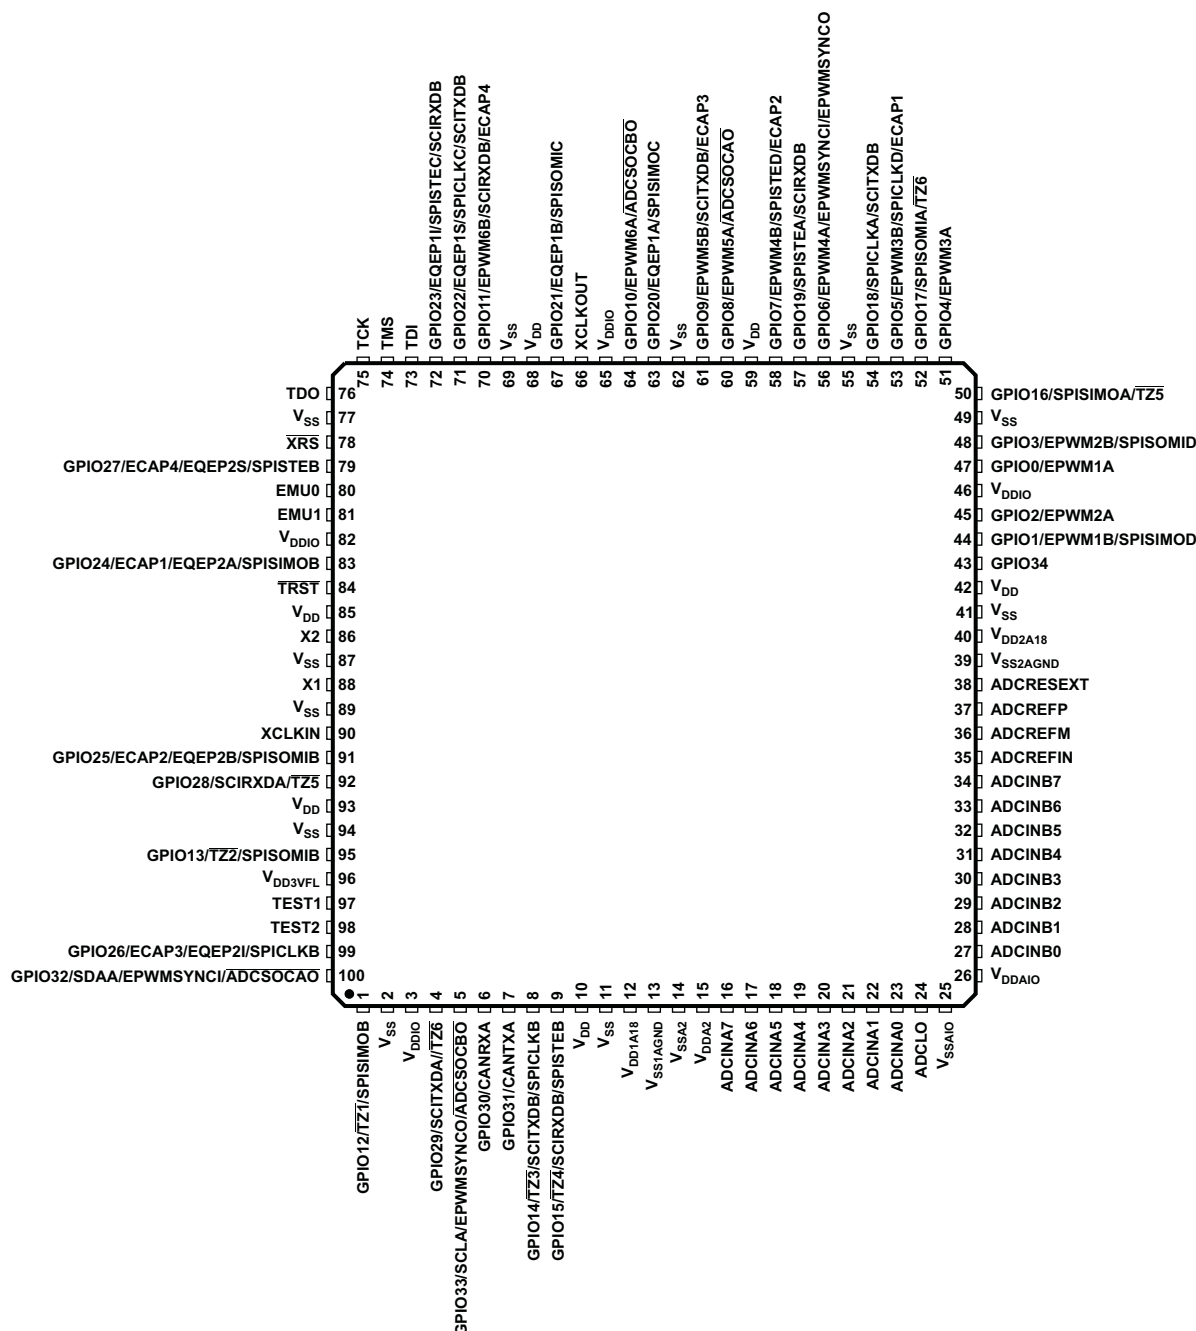 TCK
TMS
TDI
GPIO23/EQEP1I/SPISTEC/SCIRXDB
GPIO22/EQEP1S/SPICLKC/SCITXDB
GPIO11/EPWM6B/SCIRXDB/ECAP4
VSS
VDD
GPIO21/EQEP1B/SPISOMIC
XCLKOUT
VDDIO
GPIO10/EPWM6A/ADCSOCBO
GPIO20/EQEP1A/SPISIMOC
VSS
GPIO9/EPWM5B/SCITXDB/ECAP3
GPIO8/EPWM5A/ADCSOCAO
VDD
GPIO7/EPWM4B/SPISTED/ECAP2
GPIO19/SPISTEA/SCIRXDB
GPIO6/EPWM4A/EPWMSYNCI/EPWMSYNCO
VSS
GPIO18/SPICLKA/SCITXDB
GPIO5/EPWM3B/SPICLKD/ECAP1
GPIO17/SPISOMIA/TZ6
GPIO4/EPWM3A
75 74 73 72 71 70 69 68 67 66 65 64 63 62 61 60 59 58 57 56 55 54 53 52 51
TDO 76
VSS 77
XRS 78
GPIO27/ECAP4/EQEP2S/SPISTEB 79
EMU0 80
EMU1 81
VDDIO 82
GPIO24/ECAP1/EQEP2A/SPISIMOB 83
TRST 84
VDD 85
X2 86
VSS 87
X1 88
VSS 89
XCLKIN 90
GPIO25/ECAP2/EQEP2B/SPISOMIB 91
GPIO28/SCIRXDA/TZ5 92
VDD 93
VSS 94
GPIO13/TZ2/SPISOMIB 95
VDD3VFL 96
TEST1 97
TEST2 98
GPIO26/ECAP3/EQEP2I/SPICLKB 99
GPIO32/SDAA/EPWMSYNCI/ADCSOCAO 100
50 GPIO16/SPISIMOA/TZ5
49 VSS
48 GPIO3/EPWM2B/SPISOMID
47 GPIO0/EPWM1A
46 VDDIO
45 GPIO2/EPWM2A
44 GPIO1/EPWM1B/SPISIMOD
43 GPIO34
42 VDD
41 VSS
40 VDD2A18
39 VSS2AGND
38 ADCRESEXT
37 ADCREFP
36 ADCREFM
35 ADCREFIN
34 ADCINB7
33 ADCINB6
32 ADCINB5
31 ADCINB4
30 ADCINB3
29 ADCINB2
28 ADCINB1
27 ADCINB0
26 VDDAIO
1 2 3 4 5 6 7 8 9 10 11 12 13 14 15 16 17 18 19 20 21 22 23 24 25
GPIO12/TZ1/SPISIMOB
VSS
VDDIO
GPIO29/SCITXDA//TZ6
GPIO33/SCLA/EPWMSYNCO/ADCSOCBO
GPIO30/CANRXA
GPIO31/CANTXA
GPIO14/TZ3/SCITXDB/SPICLKB
GPIO15/TZ4/SCIRXDB/SPISTEB
VDD
VSS
VDD1A18
VSS1AGND
VSSA2
VDDA2
ADCINA7
ADCINA6
ADCINA5
ADCINA4
ADCINA3
ADCINA2
ADCINA1
ADCINA0
ADCLO
VSSAIO